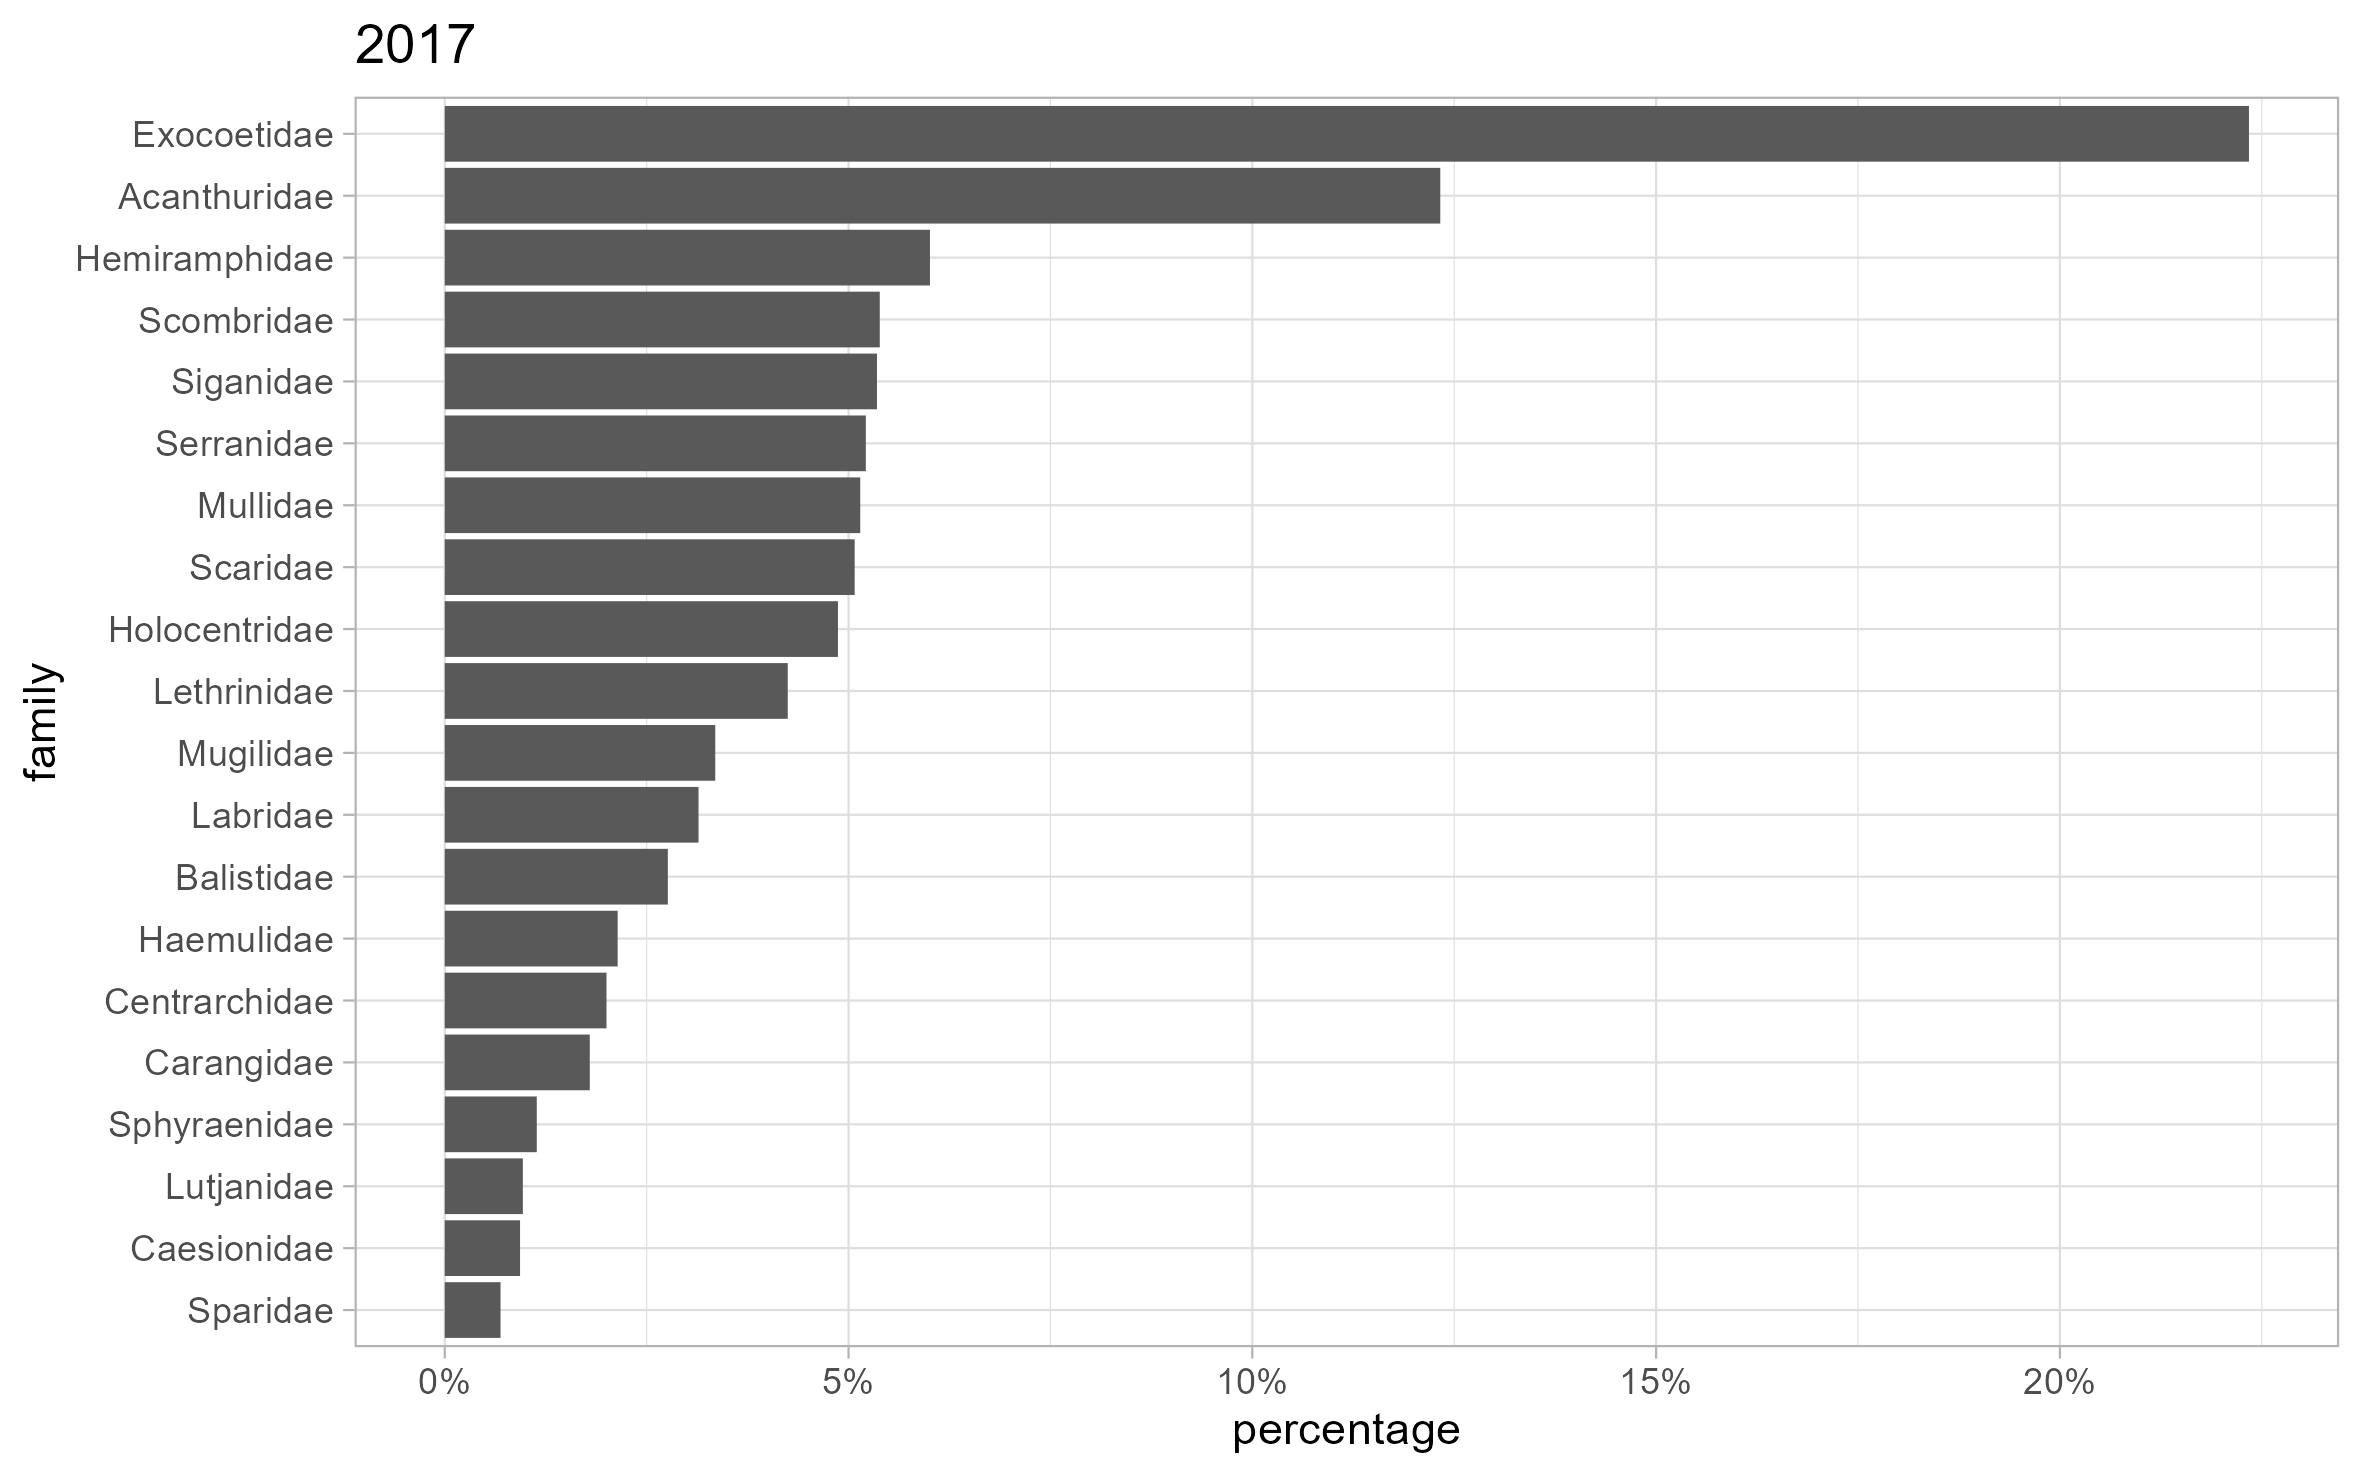 2017
Exocoetidae
Acanthuridae
Hemiramphidae
Scombridae
Siganidae
Serranidae
Mullidae
Scaridae
Holocentridae
Lethrinidae
Mugilidae
Labridae
Balistidae
Haemulidae
Centrarchidae
Carangidae
Sphyraenidae
Lutjanidae
Caesionidae
Sparidae
family
0% 5% 10% 15% 20%
percentage